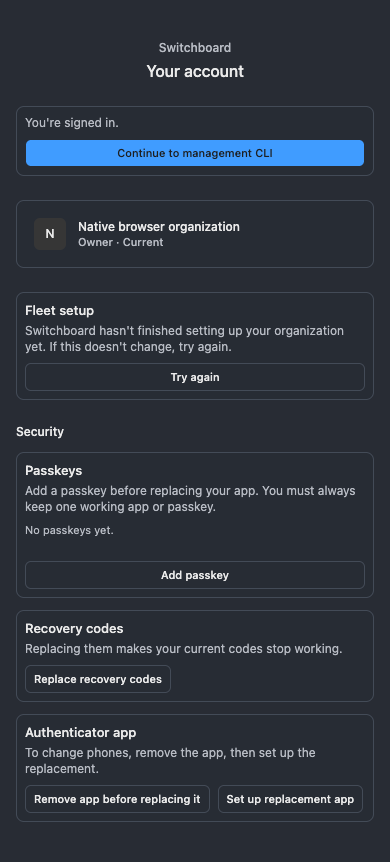 Switchboard
Your account
You're signed in.
Continue to management CLI
N
Native browser organization
Owner · Current
Fleet setup
Switchboard hasn't finished setting up your organization
yet. If this doesn't change, try again.
Try again
Security
Passkeys
Add a passkey before replacing your app. You must always
keep one working app or passkey.
No passkeys yet.
Add passkey
Recovery codes
Replacing them makes your current codes stop working.
Replace recovery codes
Authenticator app
To change phones, remove the app, then set up the
replacement.
Remove app before replacing it
Set up replacement app